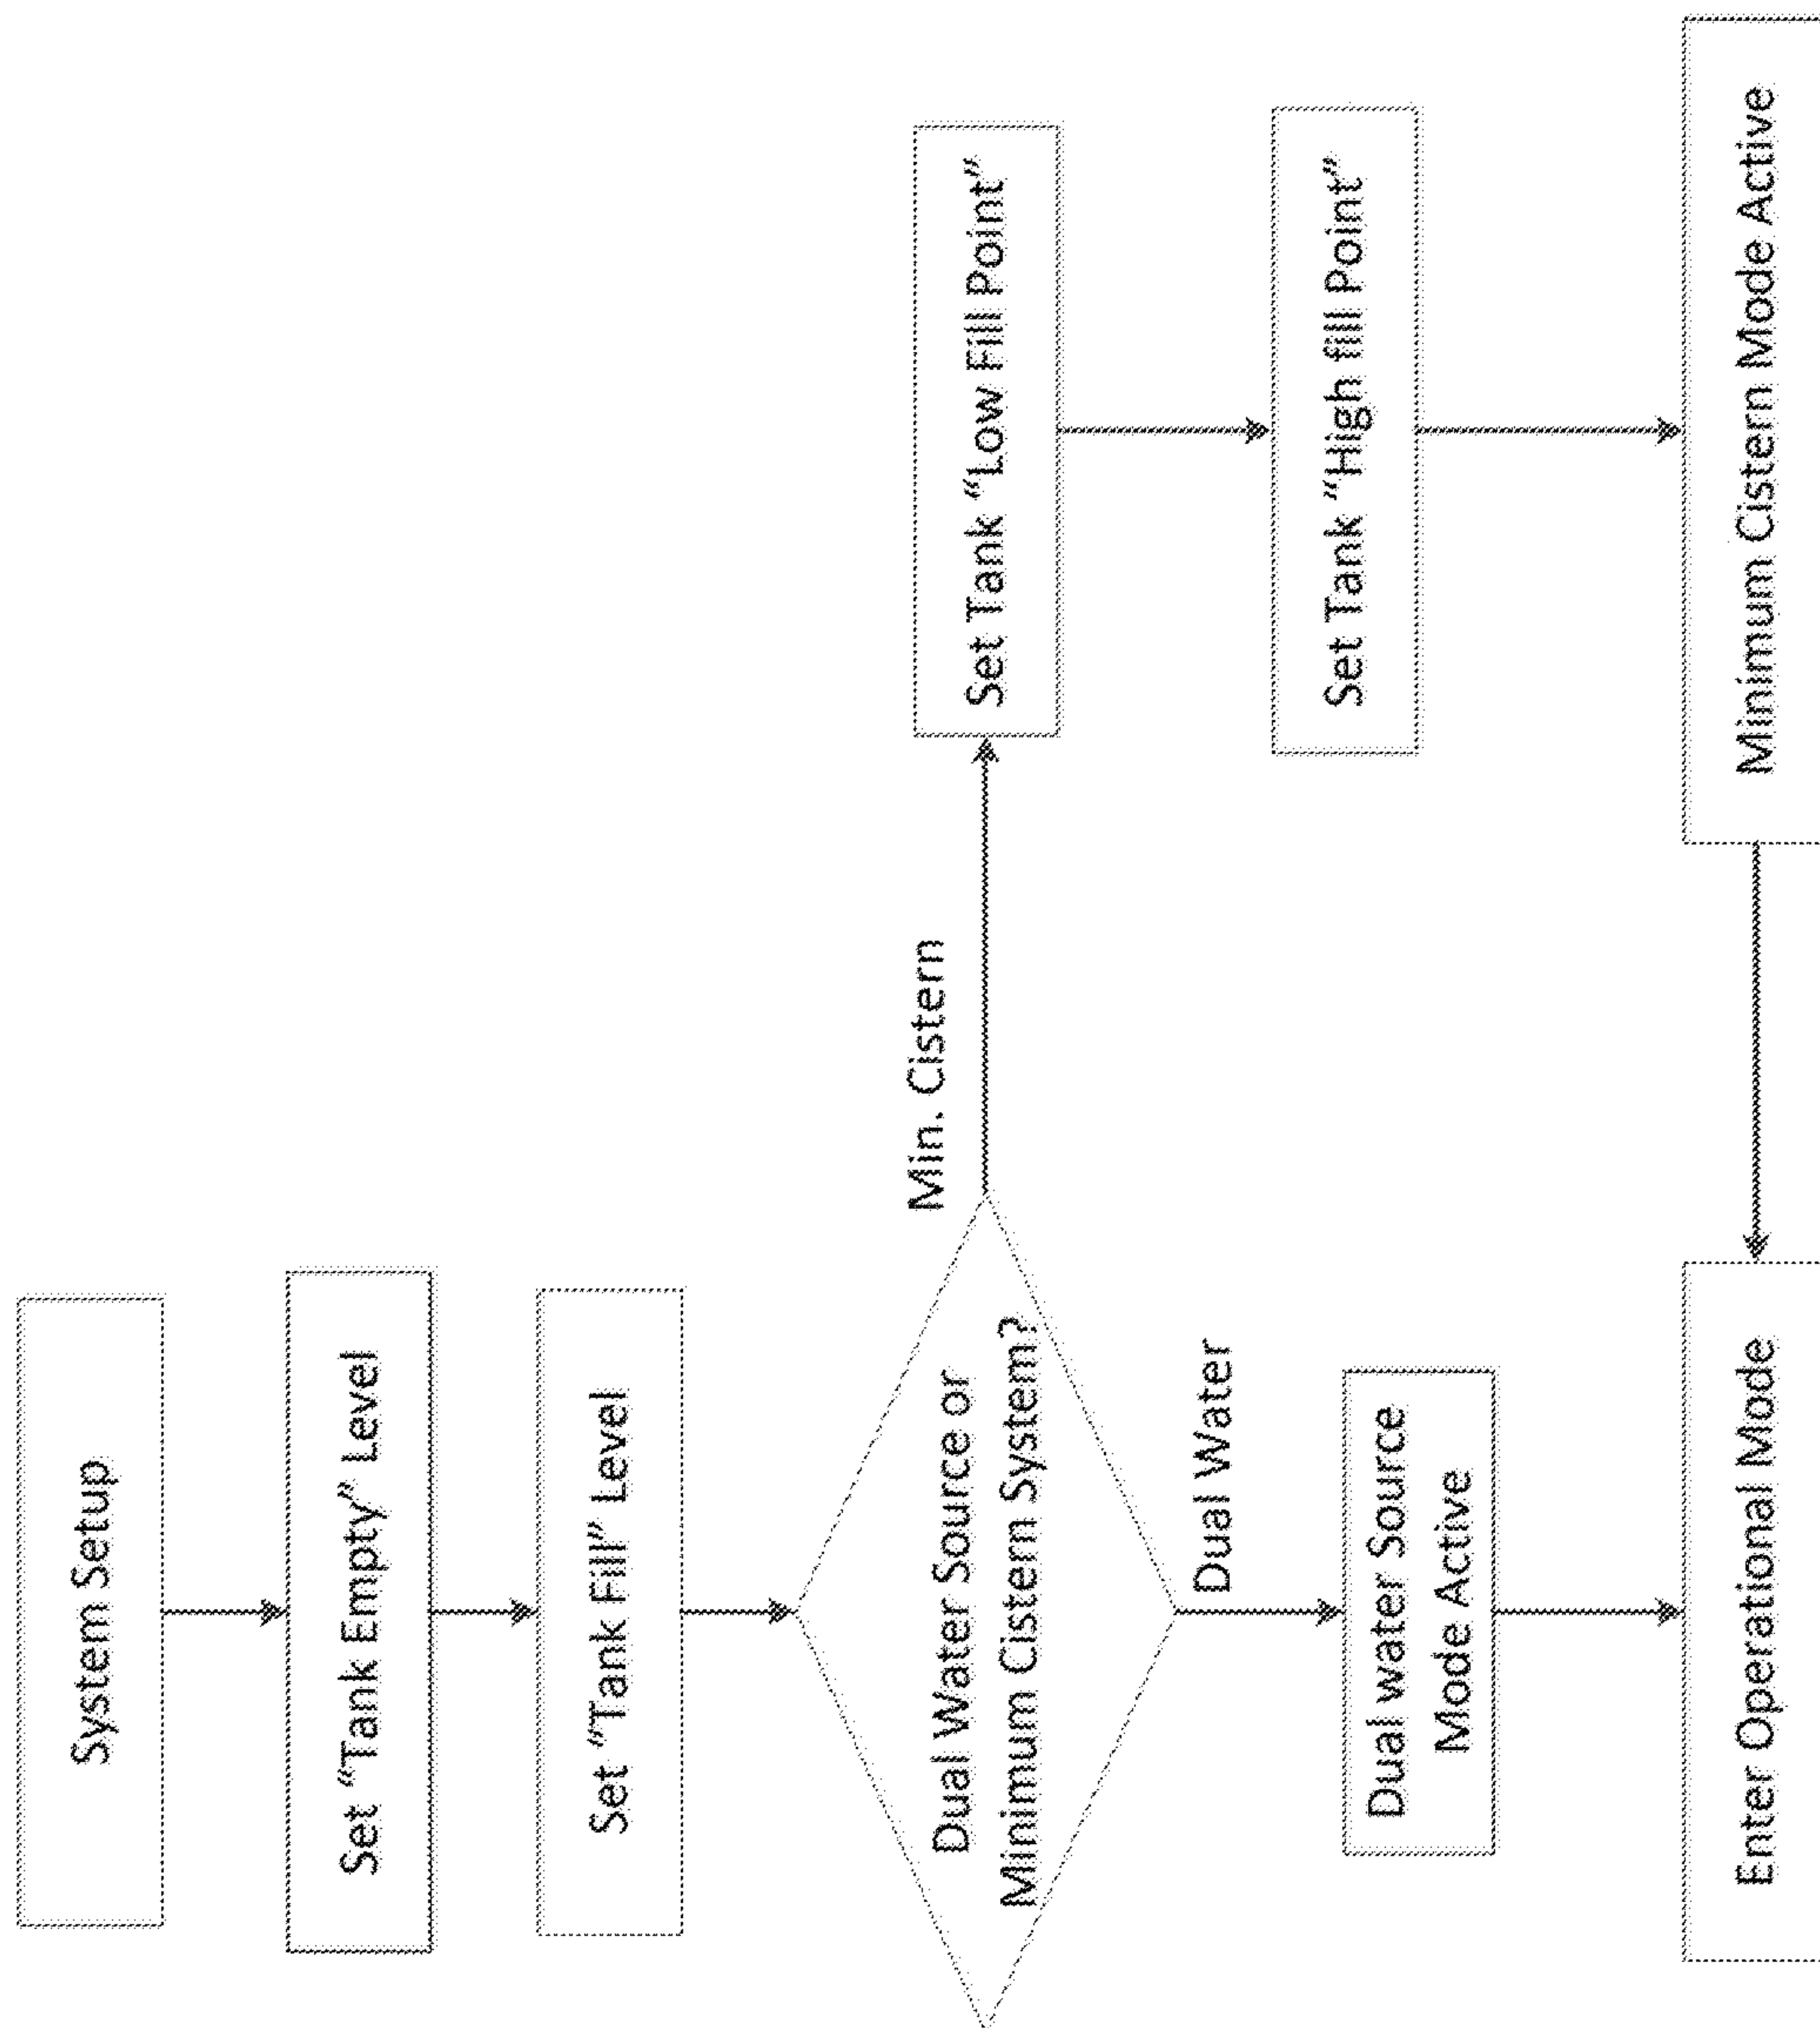 System Setup
Set “Tank Empty” Level
Set “Tank Fill” Level
Dual Water Source or
Minimum Cistern System?
Min. Cistern
Set Tank “Low Fill Point”
Set Tank “High fill Point”
Minimum Cistern Mode Active
Dual Water
Dual water Source
Mode Active
Enter Operational Mode